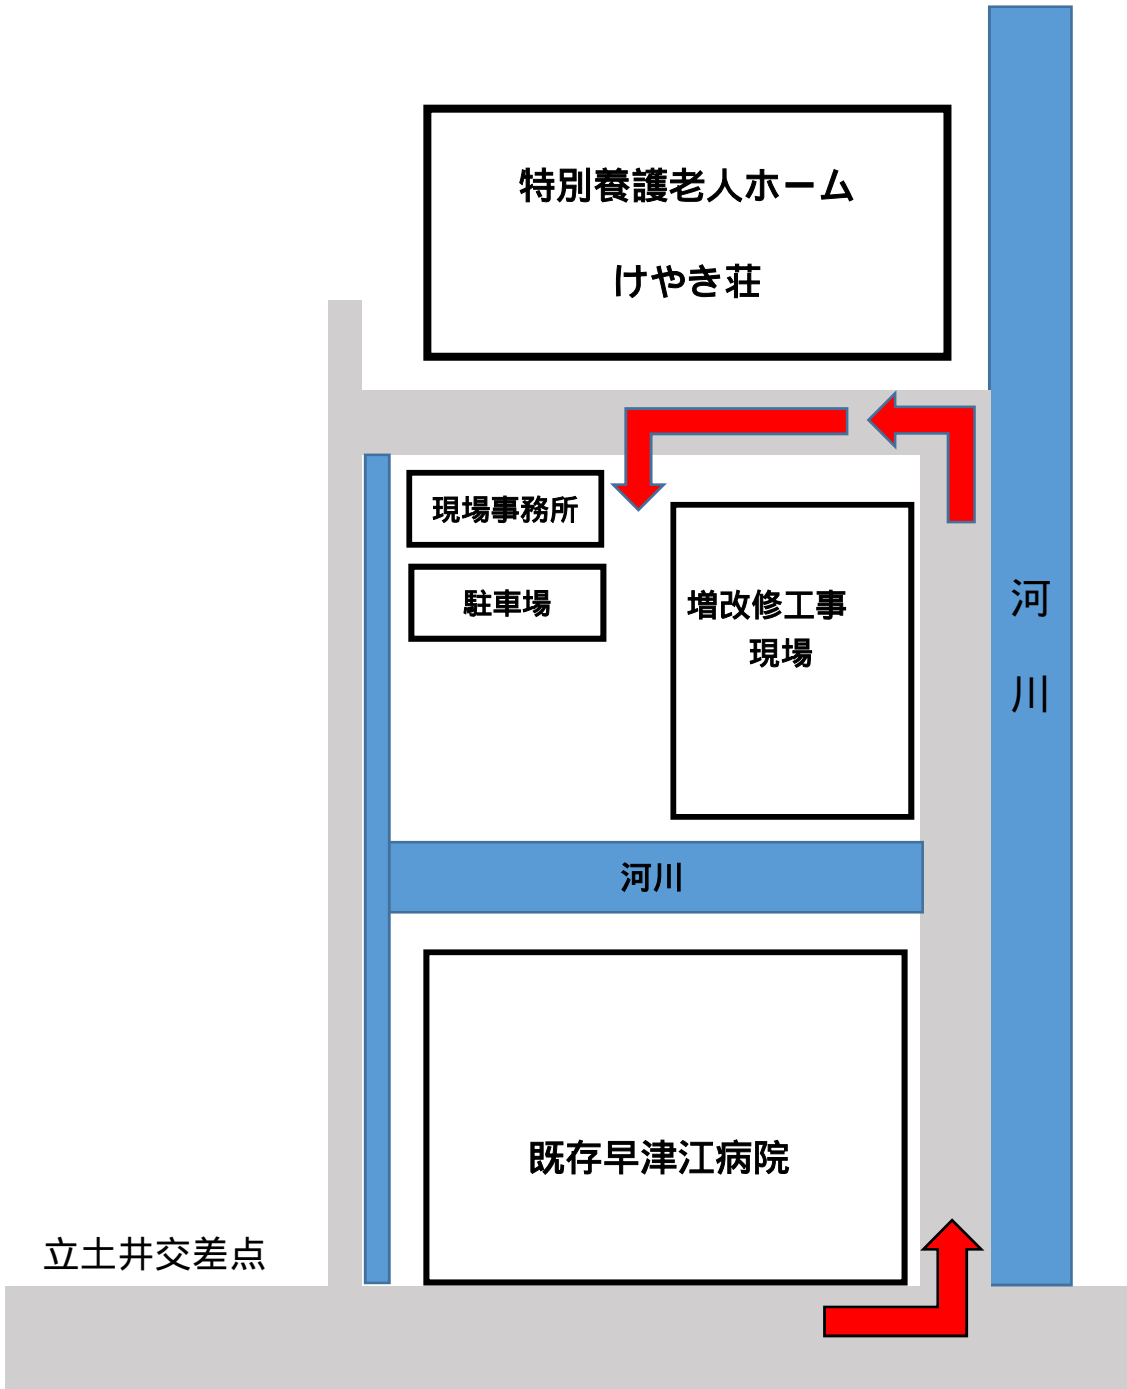 特別養護老人ホーム
けやき荘
現場事務所
駐車場
増改修工事
現場
河
川
河川
既存早津江病院
立土井交差点